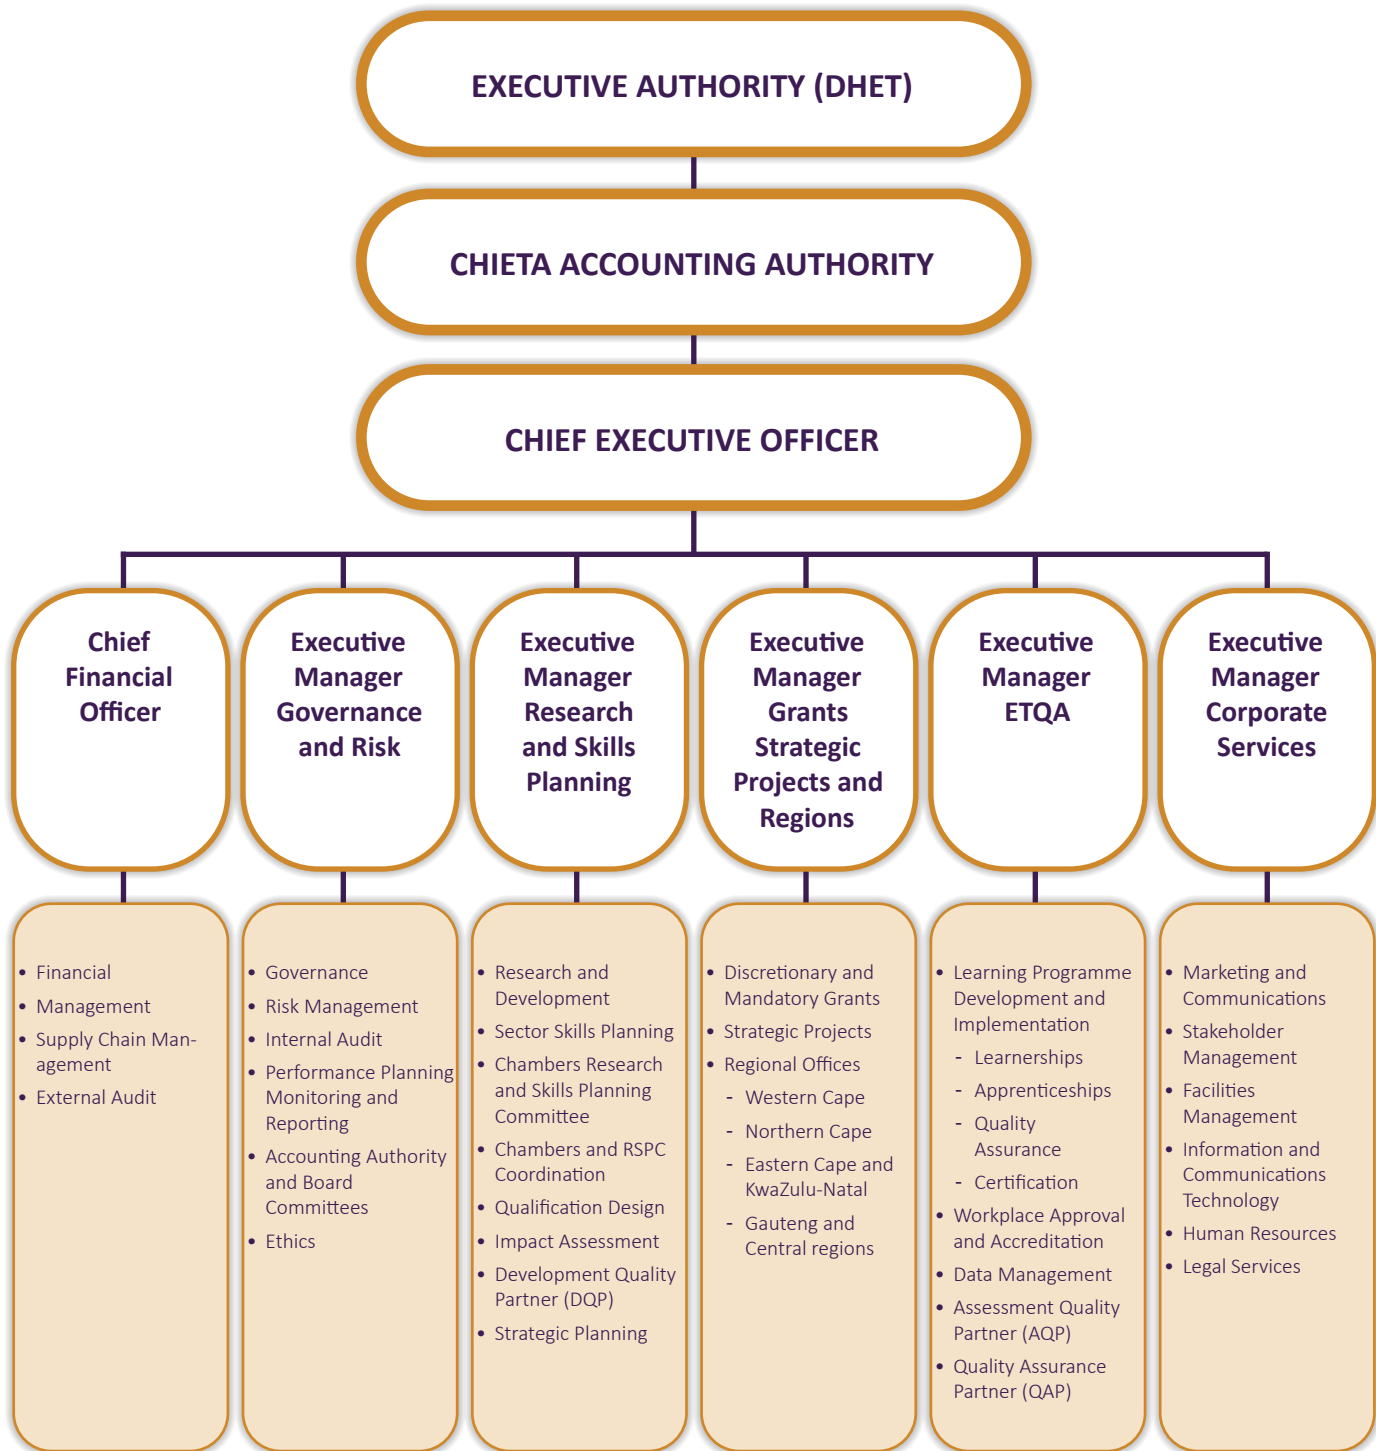 EXECUTIVE AUTHORITY (DHET)
CHIETA ACCOUNTING AUTHORITY
CHIEF EXECUTIVE OFFICER
Chief
Financial
Officer
Executive
Manager
Governance
and Risk
Executive
Manager
Research
and Skills
Planning
Executive
Manager
Grants
Strategic
Projects and
Regions
Executive
Manager
ETQA
Executive
Manager
Corporate
Services
• Financial
• Management
• Supply Chain Man-
agement
• External Audit
• Governance
• Risk Management
• Internal Audit
• Performance Planning
Monitoring and
Reporting
• Accounting Authority
and Board
Committees
• Ethics
• Research and
Development
• Sector Skills Planning
• Chambers Research
and Skills Planning
Committee
• Chambers and RSPC
Coordination
• Qualification Design
• Impact Assessment
• Development Quality
Partner (DQP)
• Strategic Planning
• Discretionary and
Mandatory Grants
• Strategic Projects
• Regional Offices
- Western Cape
- Northern Cape
- Eastern Cape and
KwaZulu-Natal
- Gauteng and
Central regions
• Learning Programme
Development and
Implementation
- Learnerships
- Apprenticeships
- Quality
Assurance
- Certification
• Workplace Approval
and Accreditation
• Data Management
• Assessment Quality
Partner (AQP)
• Quality Assurance
Partner (QAP)
• Marketing and
Communications
• Stakeholder
Management
• Facilities
Management
• Information and
Communications
Technology
• Human Resources
• Legal Services